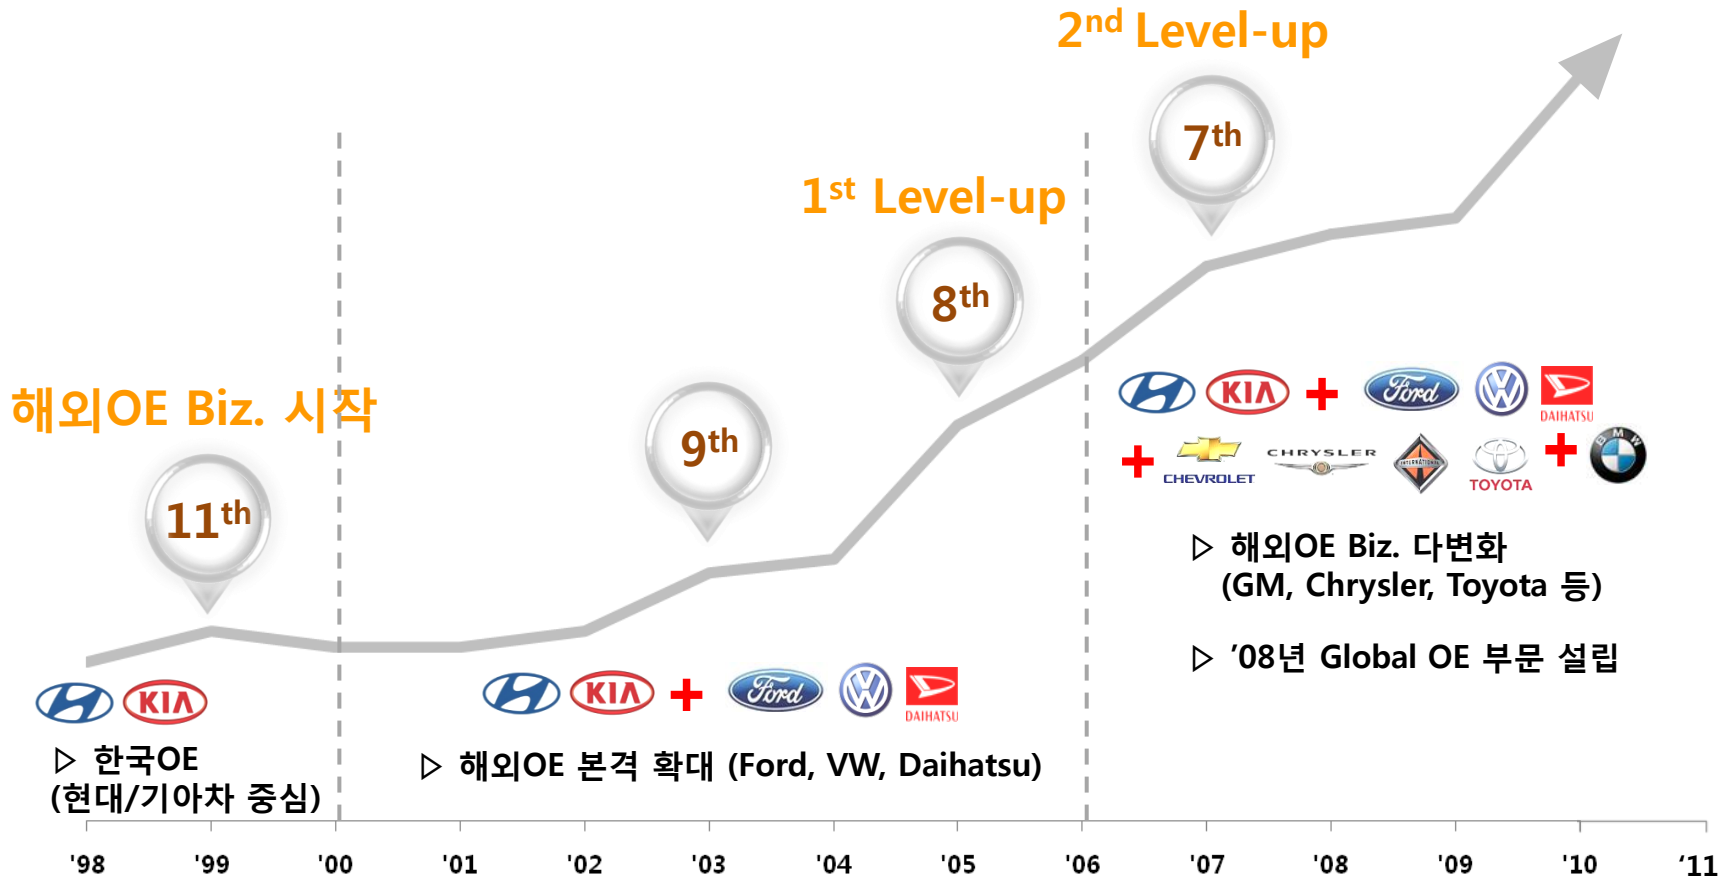 2nd Level-up
7th
1st Level-up
8th
해외OE Biz. 시작
9th
11th
KIA + Ford DAIHATSU
+ CHEVROLET CHRYSLER INTERNATIONAL TOYOTA + BMW
▷ 해외OE Biz. 다변화
(GM, Chrysler, Toyota 등)
▷ ’08년 Global OE 부문 설립
KIA
▷ 한국OE
(현대/기아차 중심)
KIA + Ford DAIHATSU
▷ 해외OE 본격 확대 (Ford, VW, Daihatsu)
'98 '99 '00 '01 '02 '03 '04 '05 '06 '07 '08 '09 '10 ‘11